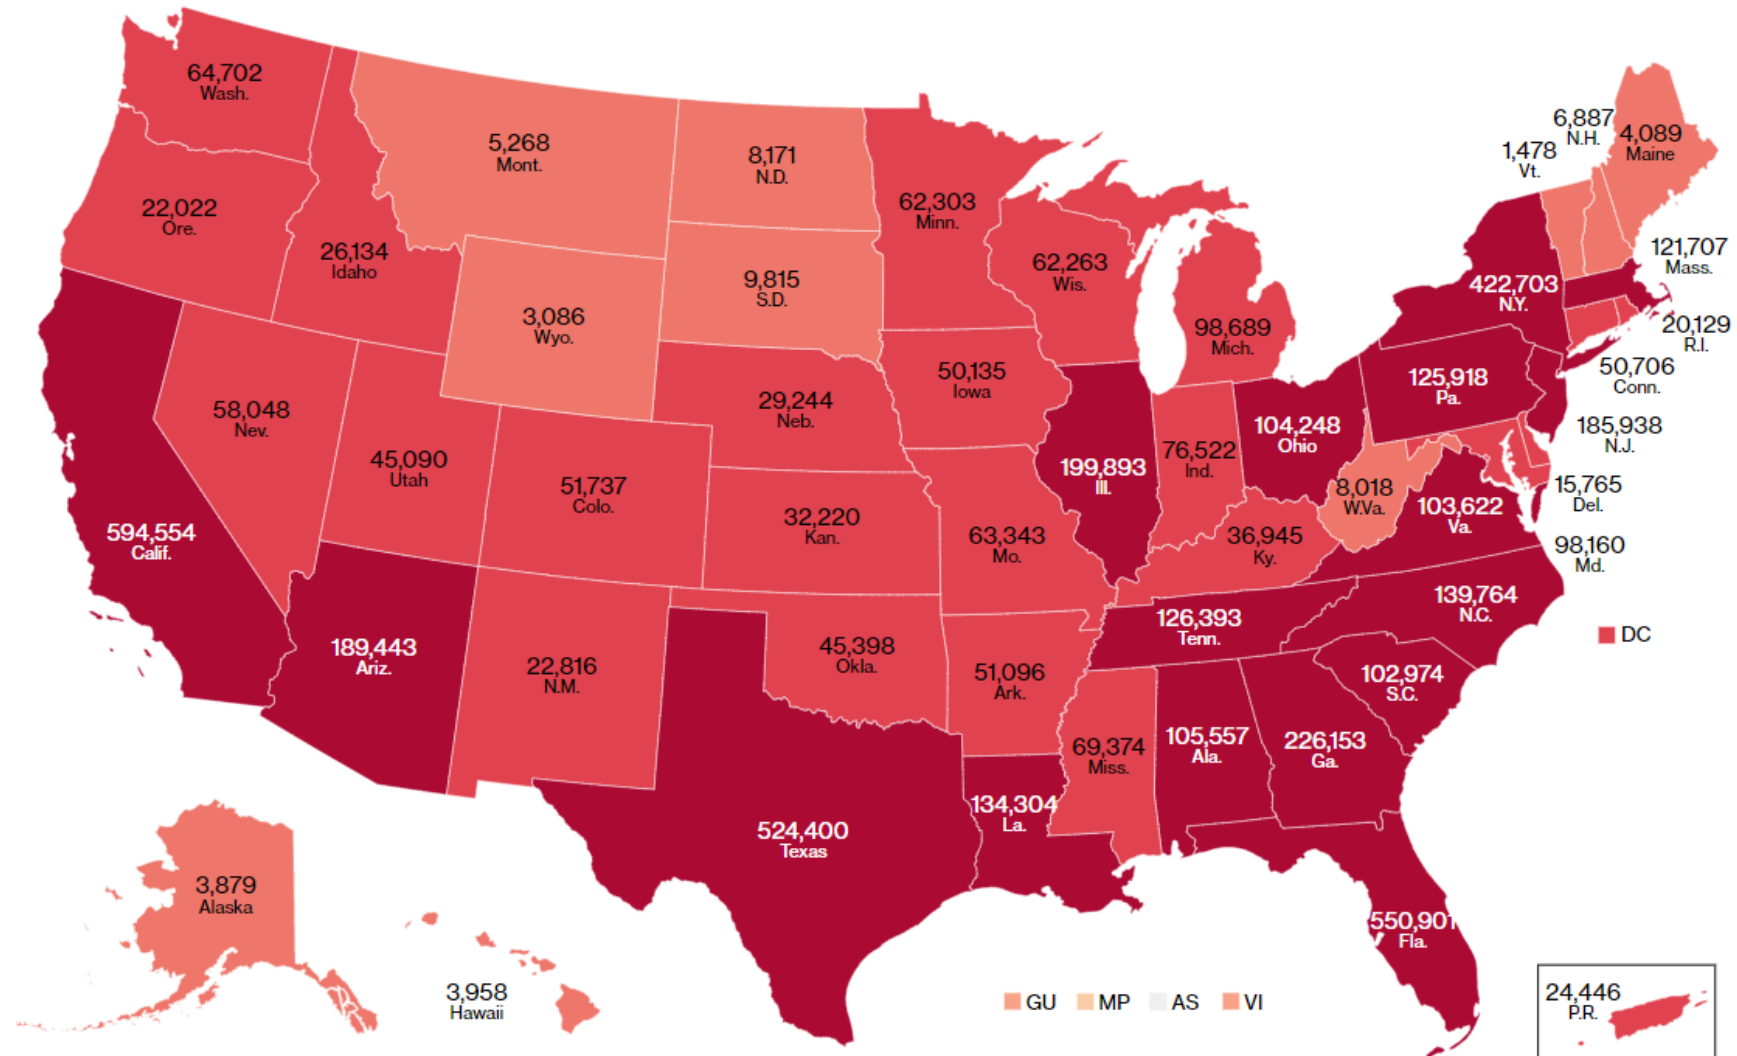 64,702
Wash.
5,268
Mont.
8,171
N.D.
62,303
Minn.
6,887
N.H.
4,089
Maine
1,478
Vt.
22,022
Ore.
26,134
Idaho
3,086
Wyo.
9,815
S.D.
62,263
Wis.
98,689
Mich.
422,703
N.Y.
121,707
Mass.
20,129
R.I.
50,706
Conn.
58,048
Nev.
45,090
Utah
51,737
Colo.
29,244
Neb.
50,135
Iowa
199,893
Ill.
76,522
Ind.
104,248
Ohio
125,918
Pa.
185,938
N.J.
15,765
Del.
98,160
Md.
594,554
Calif.
32,220
Kan.
63,343
Mo.
36,945
Ky.
8,018
W.Va.
103,622
Va.
189,443
Ariz.
22,816
N.M.
45,398
Okla.
51,096
Ark.
126,393
Tenn.
139,764
N.C.
DC
102,974
S.C.
524,400
Texas
134,304
La.
69,374
Miss.
105,557
Ala.
226,153
Ga.
550,901
Fla.
3,879
Alaska
3,958
Hawaii
GU MP AS VI
24,446
P.R.